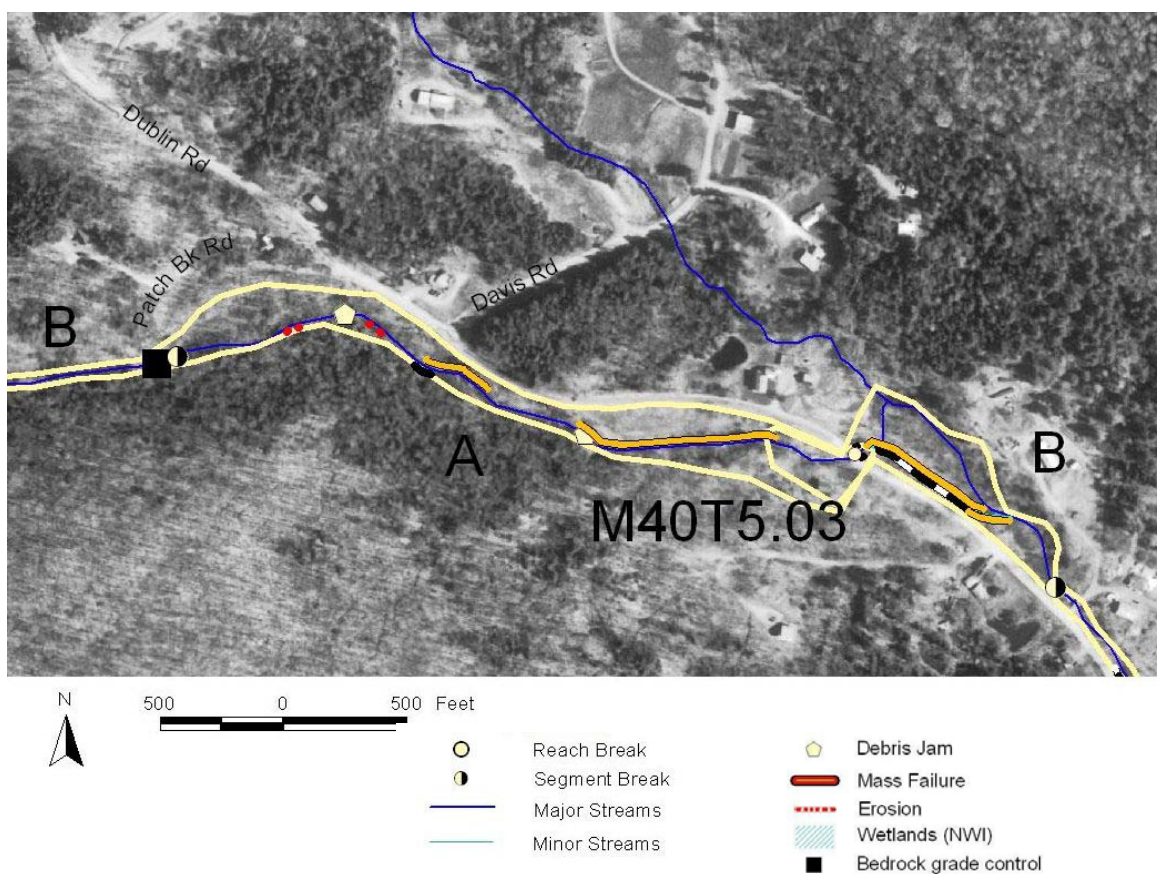 Dublin Rd
Patch Bk Rd
Davis Rd
B
A
B
M40T5.03
N
500 0 500 Feet
Reach Break
Segment Break
Major Streams
Minor Streams
Debris Jam
Mass Failure
Erosion
Wetlands (NWI)
Bedrock grade control